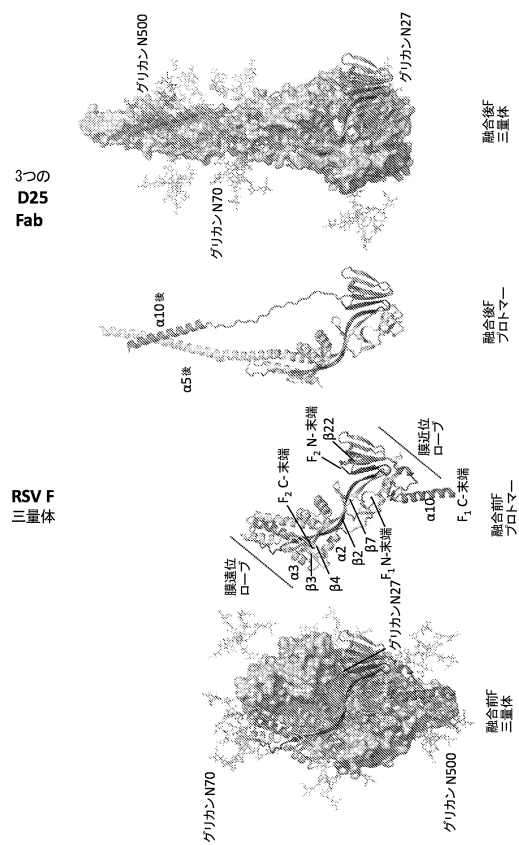 3つの
D25
Fab
RSV F
三量体
グリカン N500
グリカン N70
グリカン N27
融合後F
三量体
α10後
α5後
融合後F
プロトマー
膜遠位
ローブ
α3
β3
β4
F2 C-末端
α2
β2
β7
F1 N-末端
F2 N-末端
β22
膜近位
ローブ
α10
F1 C-末端
融合前F
プロトマー
グリカン N70
グリカン N27
グリカン N500
融合前F
三量体